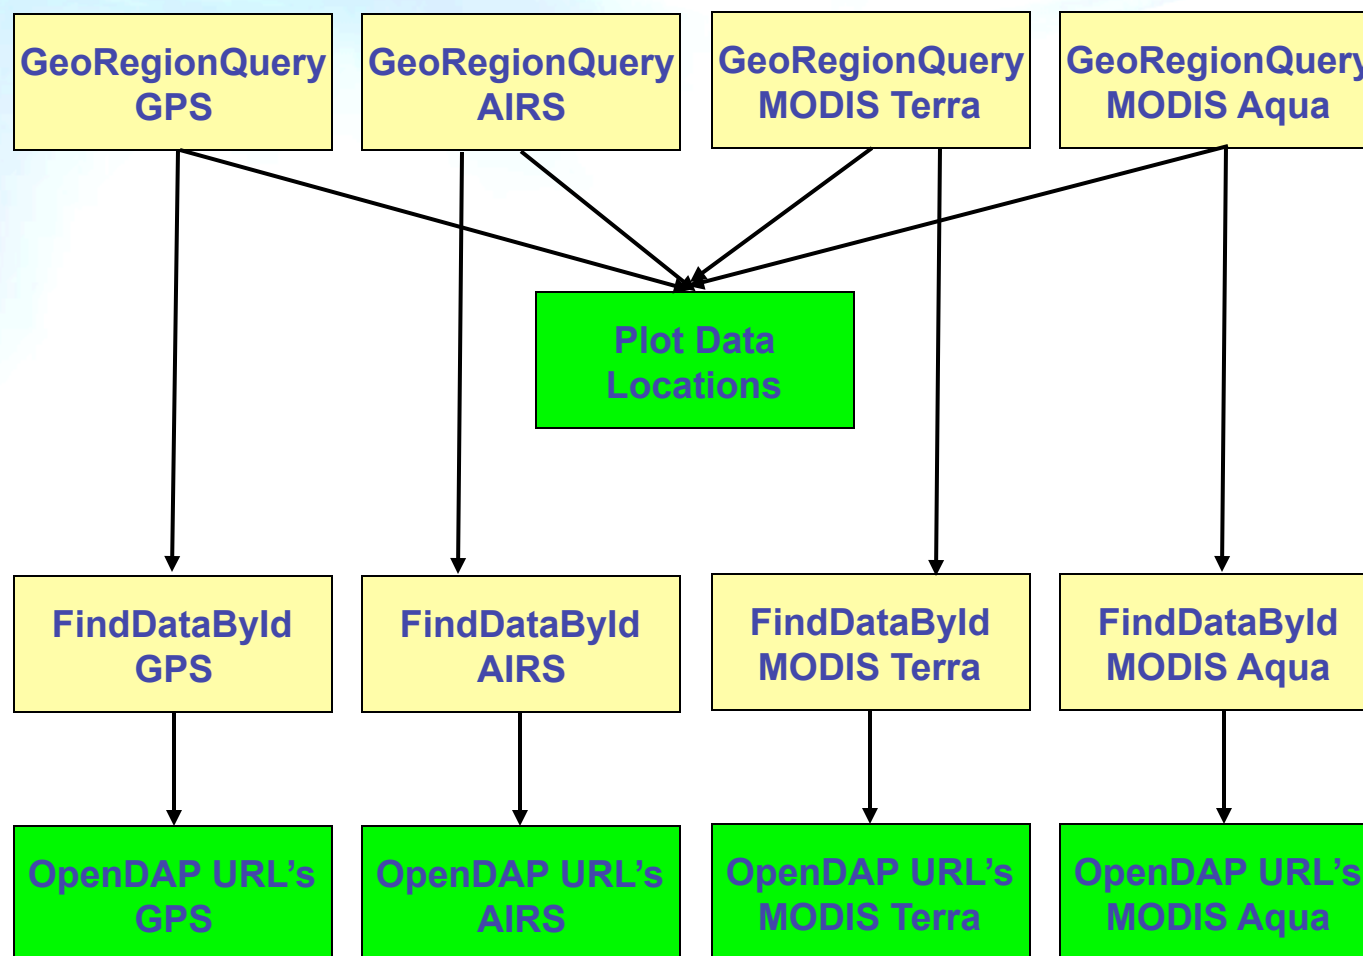 GeoRegionQuery
GPS
GeoRegionQuery
AIRS
GeoRegionQuery
MODIS Terra
GeoRegionQuery
MODIS Aqua
Plot Data
Locations
FindDataById
GPS
FindDataById
AIRS
FindDataById
MODIS Terra
FindDataById
MODIS Aqua
OpenDAP URL’s
GPS
OpenDAP URL’s
AIRS
OpenDAP URL’s
MODIS Terra
OpenDAP URL’s
MODIS Aqua